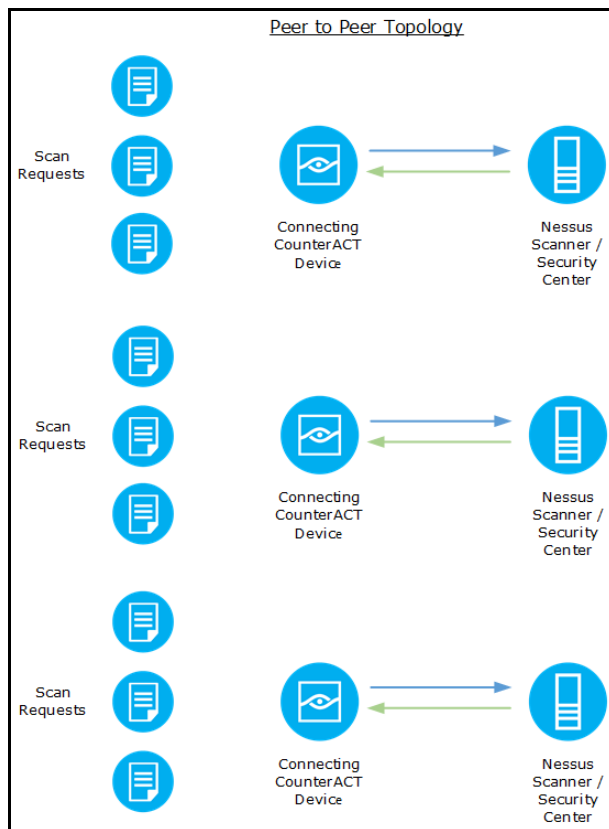 Peer to Peer Topology
Scan
Requests
Connecting
CounterACT
Device
Nessus
Scanner /
Security
Center
Scan
Requests
Connecting
CounterACT
Device
Nessus
Scanner /
Security
Center
Scan
Requests
Connecting
CounterACT
Device
Nessus
Scanner /
Security
Center